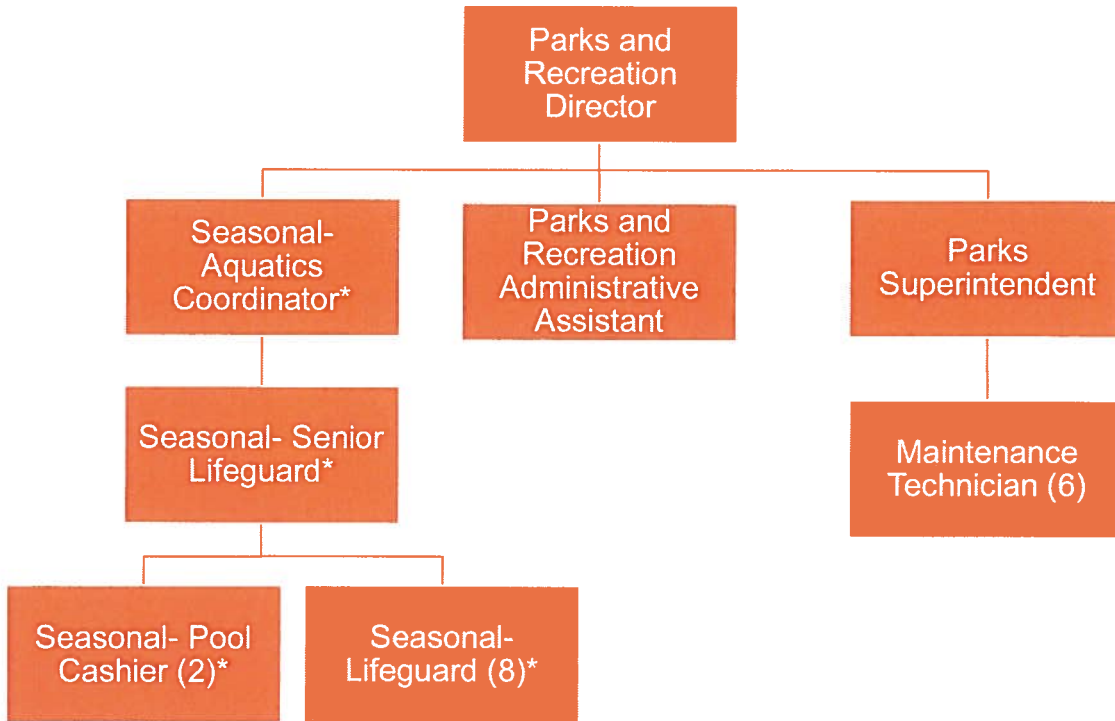 Parks and
Recreation
Director
Seasonal-
Aquatics
Coordinator*
Parks and
Recreation
Administrative
Assistant
Parks
Superintendent
Seasonal- Senior
Lifeguard*
Maintenance
Technician (6)
Seasonal- Pool
Cashier (2)*
Seasonal-
Lifeguard (8)*